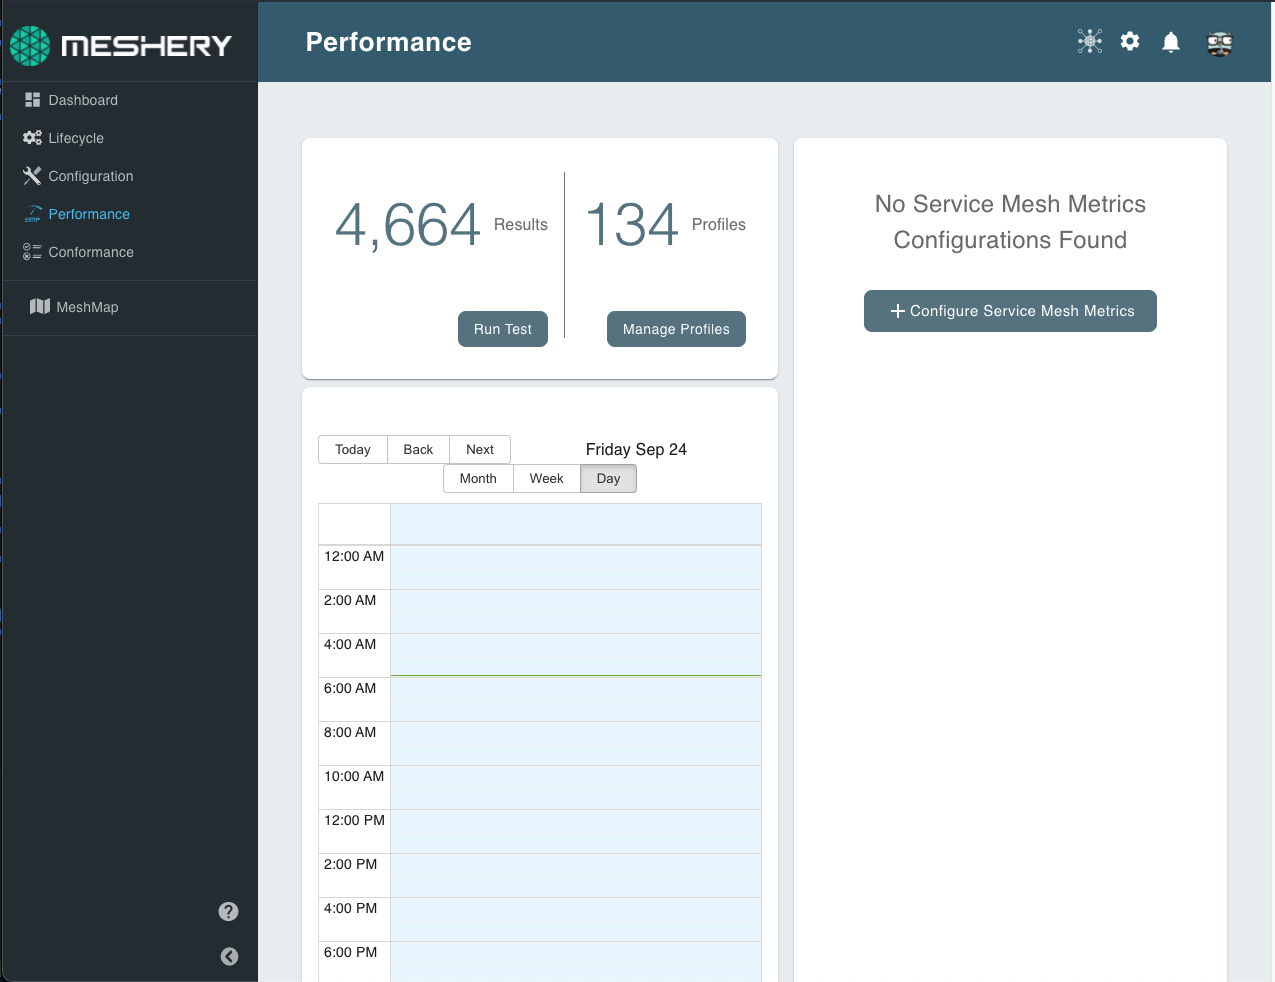 MESHERY
Performance
Dashboard
Lifecycle
Configuration
Performance
Conformance
MeshMap
4,664 Results
134 Profiles
Run Test
Manage Profiles
No Service Mesh Metrics
Configurations Found
+ Configure Service Mesh Metrics
Today Back Next
Friday Sep 24
Month Week Day
12:00 AM
2:00 AM
4:00 AM
6:00 AM
8:00 AM
10:00 AM
12:00 PM
2:00 PM
4:00 PM
6:00 PM
?